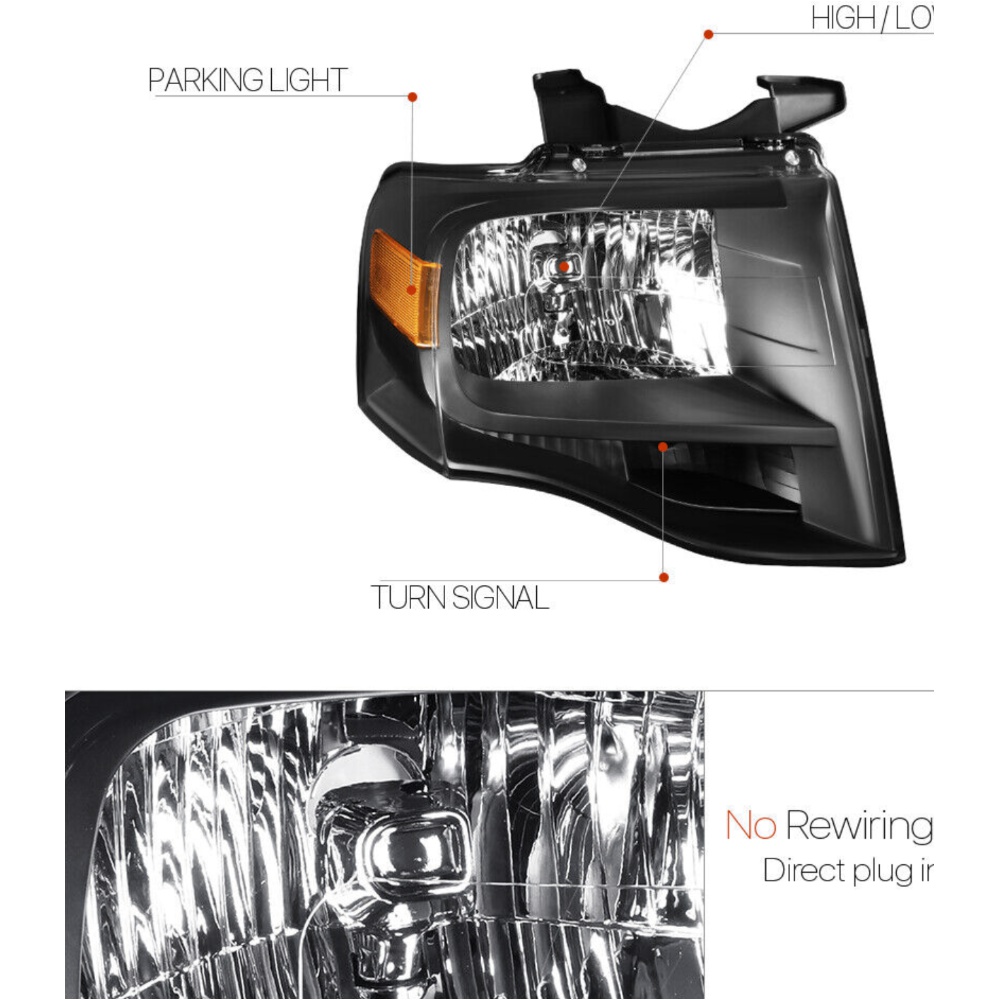 HIGH / LO
PARKING LIGHT
TURN SIGNAL
No Rewiring
Direct plug